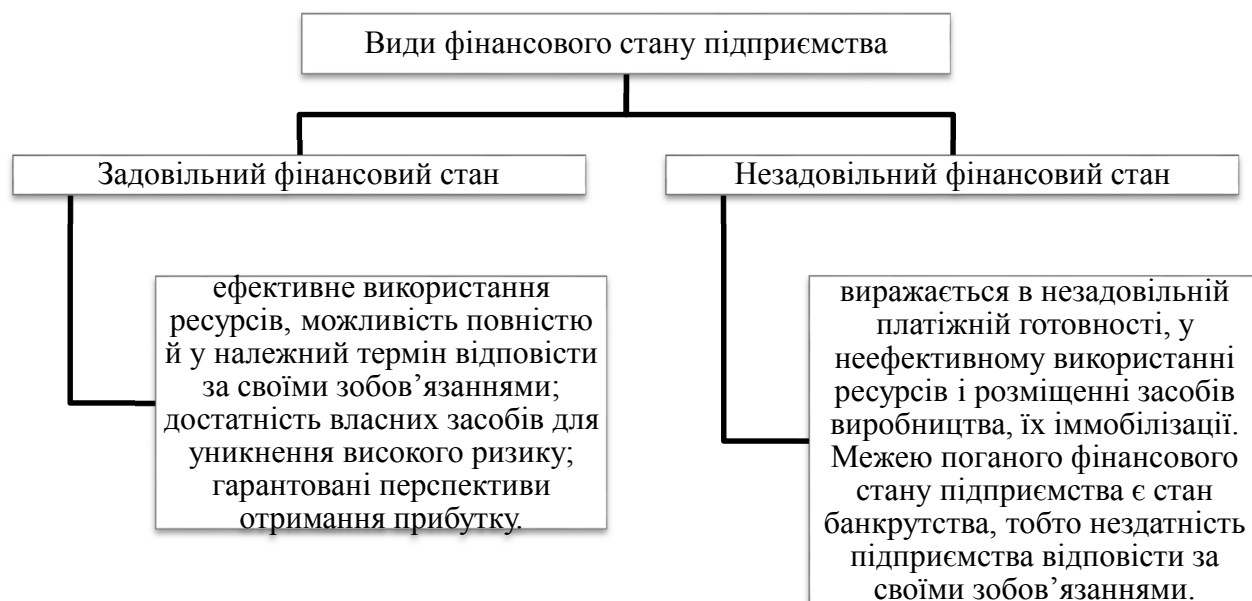 Види фінансового стану підприємства
Задовільний фінансовий стан
Незадовільний фінансовий стан
ефективне використання
ресурсів, можливість повністю
й у належний термін відповісти
за своїми зобов’язаннями;
достатність власних засобів для
уникнення високого ризику;
гарантовані перспективи
отримання прибутку.
виражається в незадовільній
платіжній готовності, у
неефективному використанні
ресурсів і розміщенні засобів
виробництва, їх іммобілізації.
Межею поганого фінансового
стану підприємства є стан
банкрутства, тобто нездатність
підприємства відповісти за
своїми зобов’язаннями.